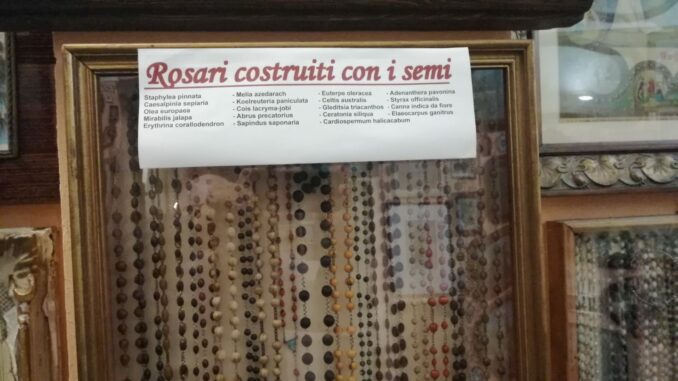 Rosari costruiti con i semi
Staphylea pinnata
Caesalpinia sepiaria
Olea europaea
Mirabilis jalapa
Erythrina corallodendron
- Melia azedarach
- Koelreuteria paniculata
- Cois lacryma-jobi
- Abrus precatorius
- Sapindus saponaria
- Euterpe oleracea
- Celtis australis
- Gleditsia triacanthos
- Ceratonia siliqua
- Cardiospermum halicacabum
- Adenantheira pavonina
- Styrax officinalis
- Canna indica da fiore
- Elaeocarpus ganitrus